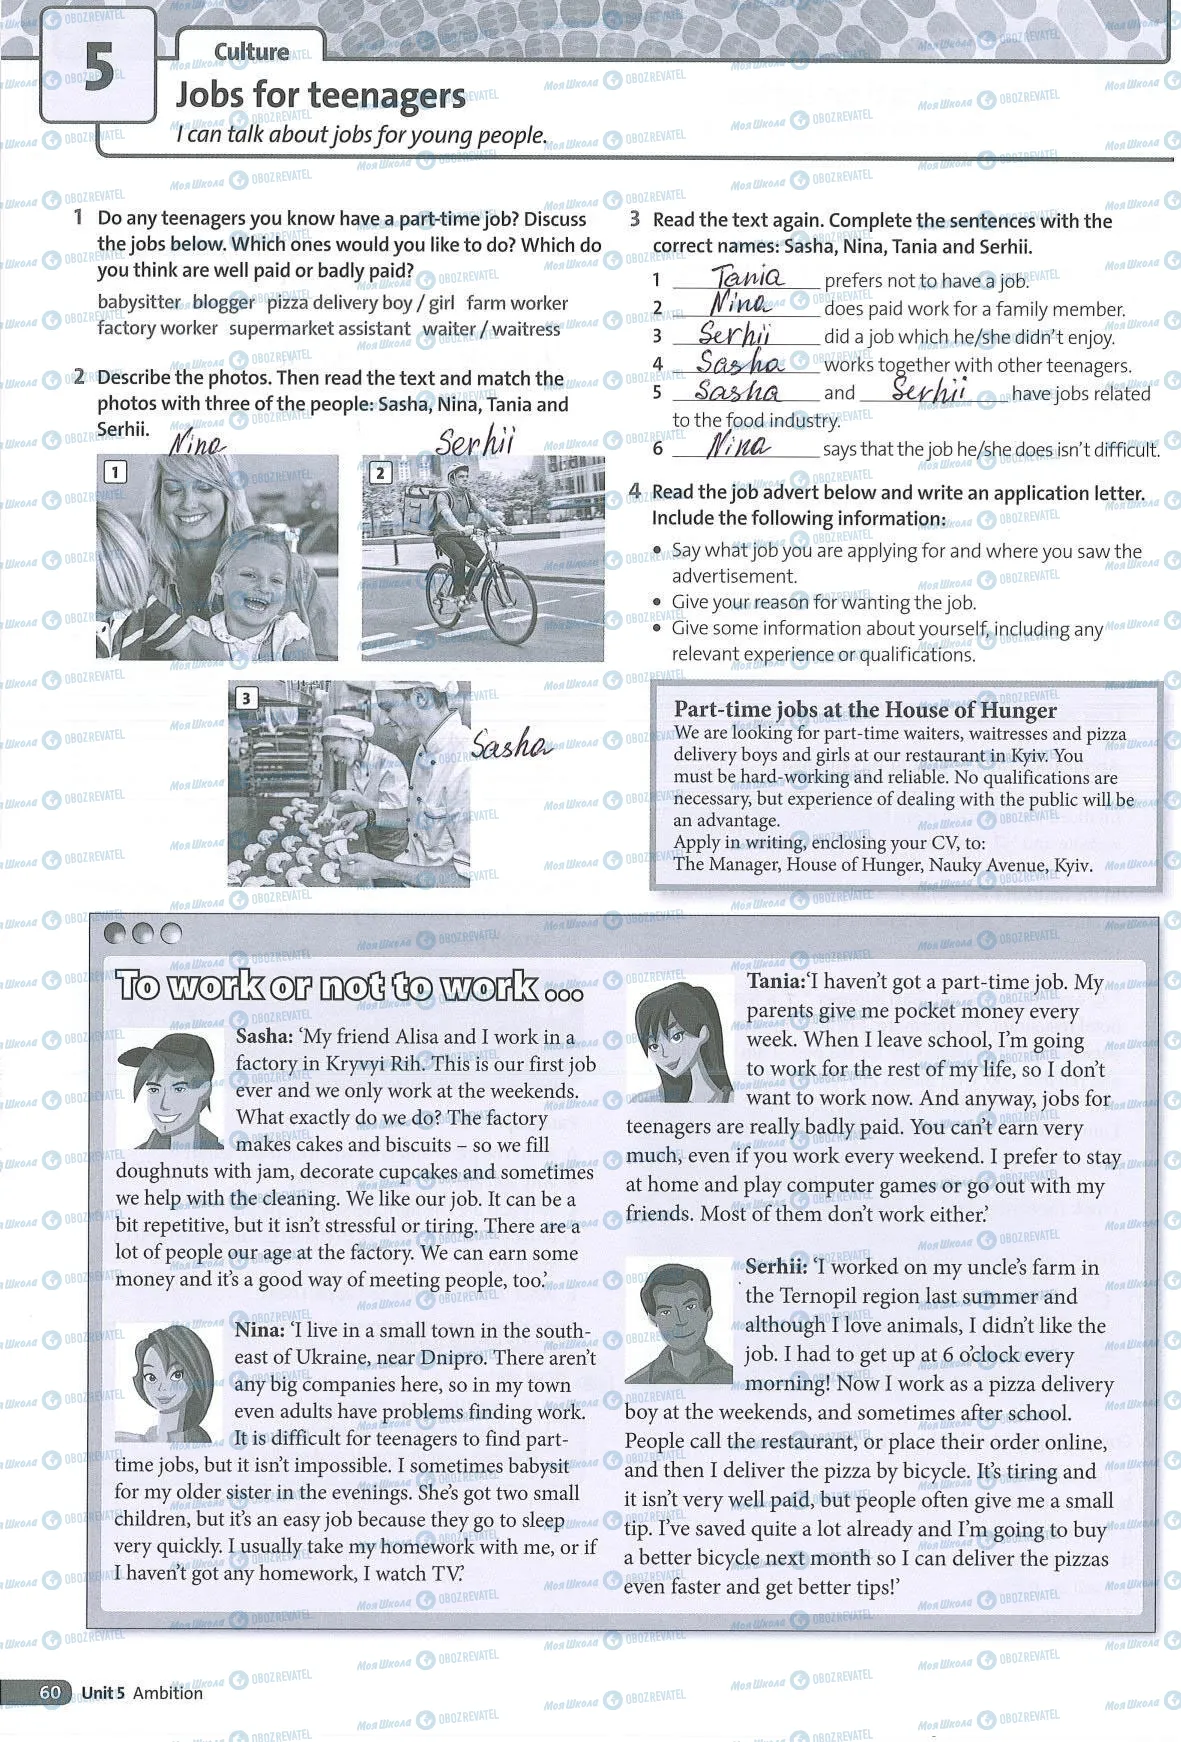 5
Culture
Jobs for teenagers
I can talk about jobs for young people.
1 Do any teenagers you know have a part-time job? Discuss
the jobs below. Which ones would you like to do? Which do
you think are well paid or badly paid?
babysitter blogger pizza delivery boy / girl farm worker
factory worker supermarket assistant waiter / waitress
2 Describe the photos. Then read the text and match the
photos with three of the people: Sasha, Nina, Tania and
Serhii.
Nina
Serhii
1
2
3
Sasha
3 Read the text again. Complete the sentences with the
correct names: Sasha, Nina, Tania and Serhii.
1 Tania prefers not to have a job.
2 Nina does paid work for a family member.
3 Serhii did a job which he/she didn't enjoy.
4 Sasha works together with other teenagers.
5 Sasha and Serhii have jobs related
to the food industry.
6 Nina says that the job he/she does isn't difficult.
4 Read the job advert below and write an application letter.
Include the following information:
• Say what job you are applying for and where you saw the
advertisement.
• Give your reason for wanting the job.
• Give some information about yourself, including any
relevant experience or qualifications.
Part-time jobs at the House of Hunger
We are looking for part-time waiters, waitresses and pizza
delivery boys and girls at our restaurant in Kyiv. You
must be hard-working and reliable. No qualifications are
necessary, but experience of dealing with the public will be
an advantage.
Apply in writing, enclosing your CV, to:
The Manager, House of Hunger, Nauky Avenue, Kyiv.
To work or not to work ...
Sasha: 'My friend Alisa and I work in a
factory in Kryvyi Rih. This is our first job
ever and we only work at the weekends.
What exactly do we do? The factory
makes cakes and biscuits – so we fill
doughnuts with jam, decorate cupcakes and sometimes
we help with the cleaning. We like our job. It can be a
bit repetitive, but it isn't stressful or tiring. There are a
lot of people our age at the factory. We can earn some
money and it's a good way of meeting people, too.'
Nina: 'I live in a small town in the south-
east of Ukraine, near Dnipro. There aren't
any big companies here, so in my town
even adults have problems finding work.
It is difficult for teenagers to find part-
time jobs, but it isn't impossible. I sometimes babysit
for my older sister in the evenings. She's got two small
children, but it's an easy job because they go to sleep
very quickly. I usually take my homework with me, or if
I haven't got any homework, I watch TV.'
Tania: 'I haven't got a part-time job. My
parents give me pocket money every
week. When I leave school, I'm going
to work for the rest of my life, so I don't
want to work now. And anyway, jobs for
teenagers are really badly paid. You can't earn very
much, even if you work every weekend. I prefer to stay
at home and play computer games or go out with my
friends. Most of them don't work either.'
Serhii: 'I worked on my uncle's farm in
the Ternopil region last summer and
although I love animals, I didn't like the
job. I had to get up at 6 o'clock every
morning! Now I work as a pizza delivery
boy at the weekends, and sometimes after school.
People call the restaurant, or place their order online,
and then I deliver the pizza by bicycle. It's tiring and
it isn't very well paid, but people often give me a small
tip. I've saved quite a lot already and I'm going to buy
a better bicycle next month so I can deliver the pizzas
even faster and get better tips!'
60 Unit 5 Ambition
Моя Школа OBOZREVATEL